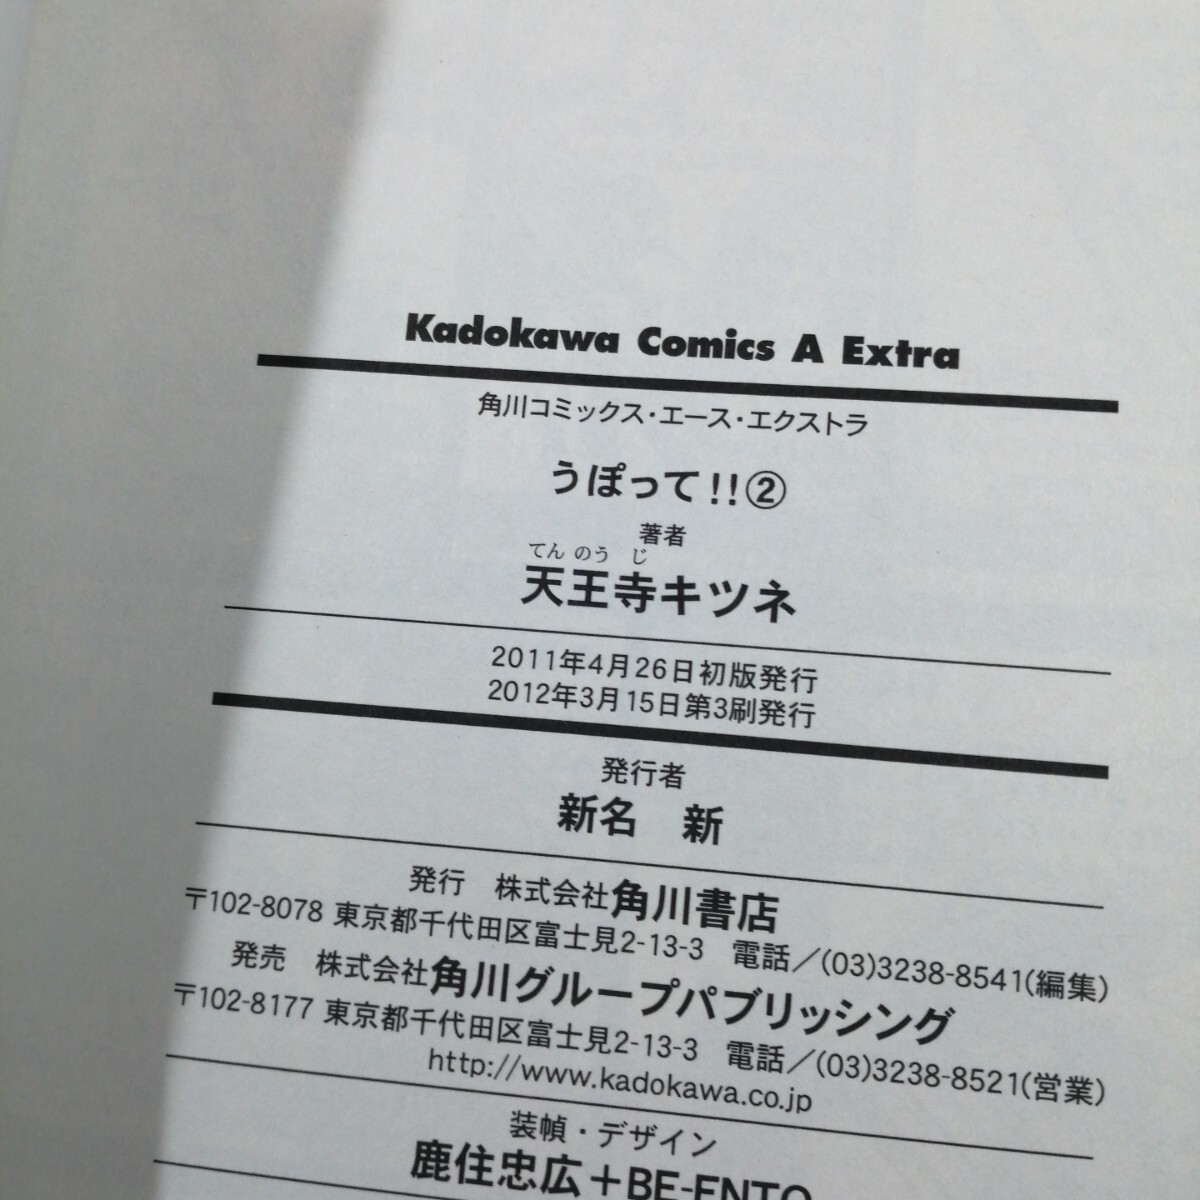 Kadokawa Comics A Extra
角川コミックス・エース・エクストラ
うぽって!!②
著者
てんのうじ
天王寺キツネ
2011年4月26日初版発行
2012年3月15日第3刷発行
発行者
新名　新
発行　株式会社角川書店
〒102-8078 東京都千代田区富士見2-13-3　電話／(03)3238-8541(編集)
発売　株式会社角川グループパブリッシング
〒102-8177 東京都千代田区富士見2-13-3　電話／(03)3238-8521(営業)
http://www.kadokawa.co.jp
装幀・デザイン
鹿住忠広＋BE-ENTO